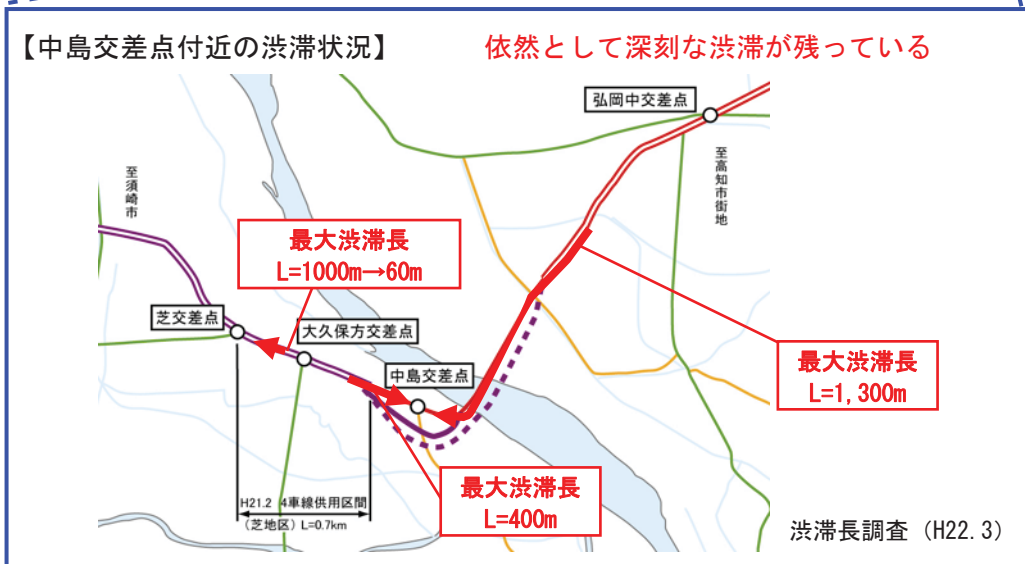 【中島交差点付近の渋滞状況】
依然として深刻な渋滞が残っている
弘岡中交差点
至高知市街地
至須崎市
最大渋滞長
L=1000m→60m
芝交差点
大久保方交差点
中島交差点
最大渋滞長
L=1,300m
最大渋滞長
L=400m
H21.2 4車線供用区間
(芝地区) L=0.7km
渋滞長調査（H22.3）